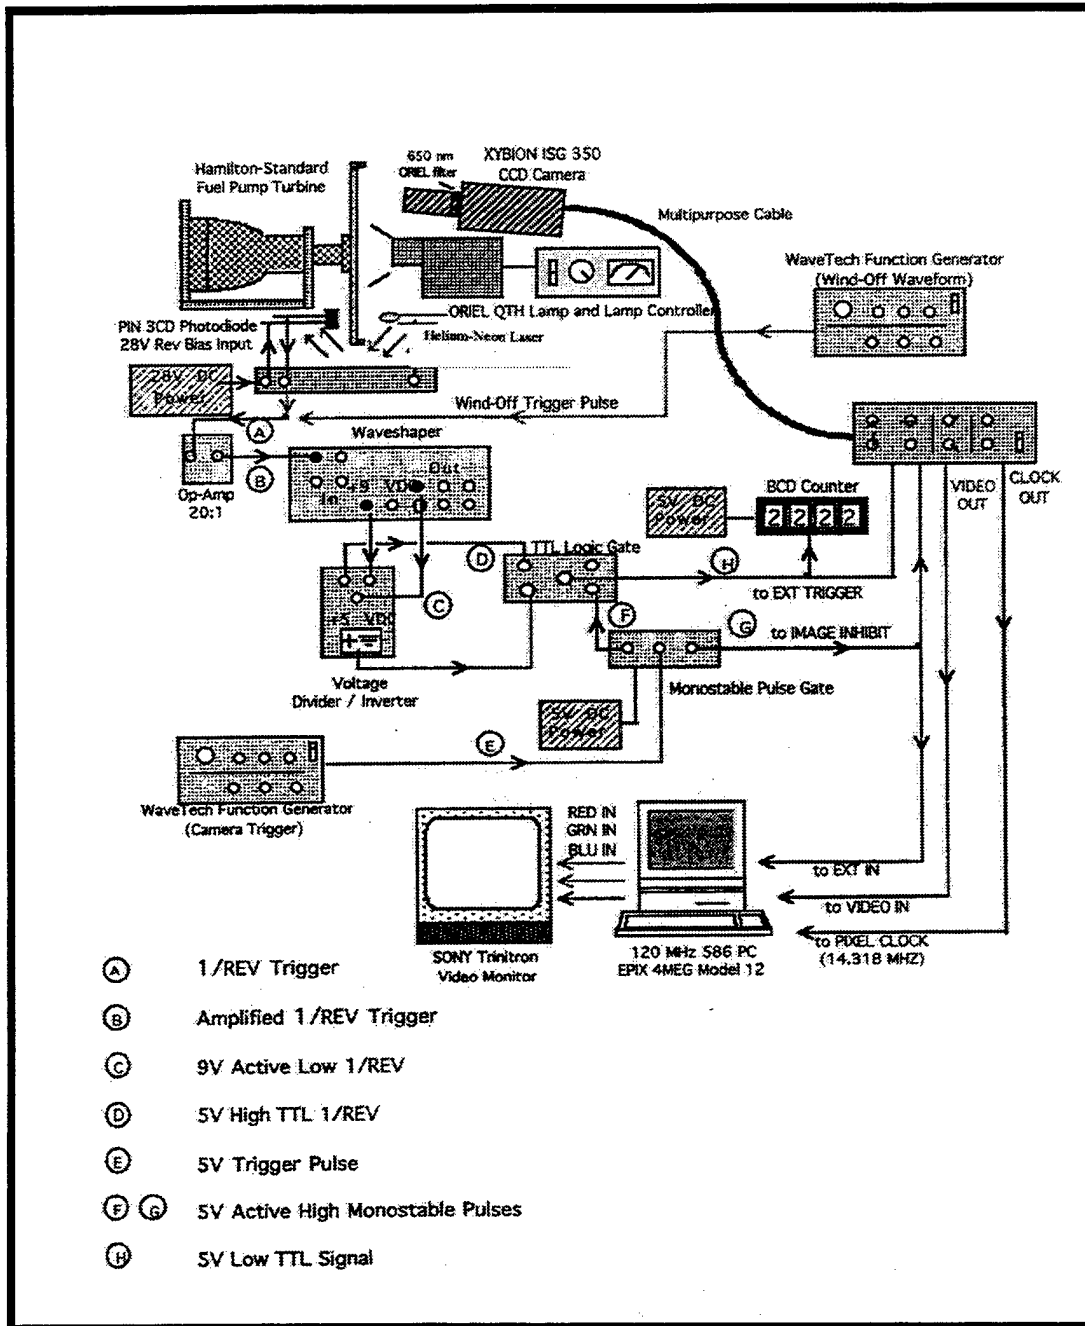 650 nm
ORIEL filter
XYBION ISG 350
CCD Camera
Hamilton-Standard
Fuel Pump Turbine
Multipurpose Cable
WaveTech Function Generator
(Wind-Off Waveform)
ORIEL QTH Lamp and Lamp Controller
PIN 3CD Photodiode
28V Rev Bias Input
Helium-Neon Laser
28V DC
Power
Wind-Off Trigger Pulse
A
Waveshaper
B
Out
+9 VDC
In
Op-Amp
20:1
5V DC
Power
BCD Counter
2 2 2 2
VIDEO
OUT
CLOCK
OUT
D
TTL Logic Gate
H
to EXT TRIGGER
C
F
G
to IMAGE INHIBIT
+5 VDC
Voltage
Divider / Inverter
Monostable Pulse Gate
5V DC
Power
E
WaveTech Function Generator
(Camera Trigger)
RED IN
GRN IN
BLU IN
to EXT IN
to VIDEO IN
to PIXEL CLOCK
(14.318 MHZ)
SONY Trinitron
Video Monitor
120 MHz 586 PC
EPIX 4MEG Model 12
A 1/REV Trigger
B Amplified 1/REV Trigger
C 9V Active Low 1/REV
D 5V High TTL 1/REV
E 5V Trigger Pulse
F G 5V Active High Monostable Pulses
H 5V Low TTL Signal